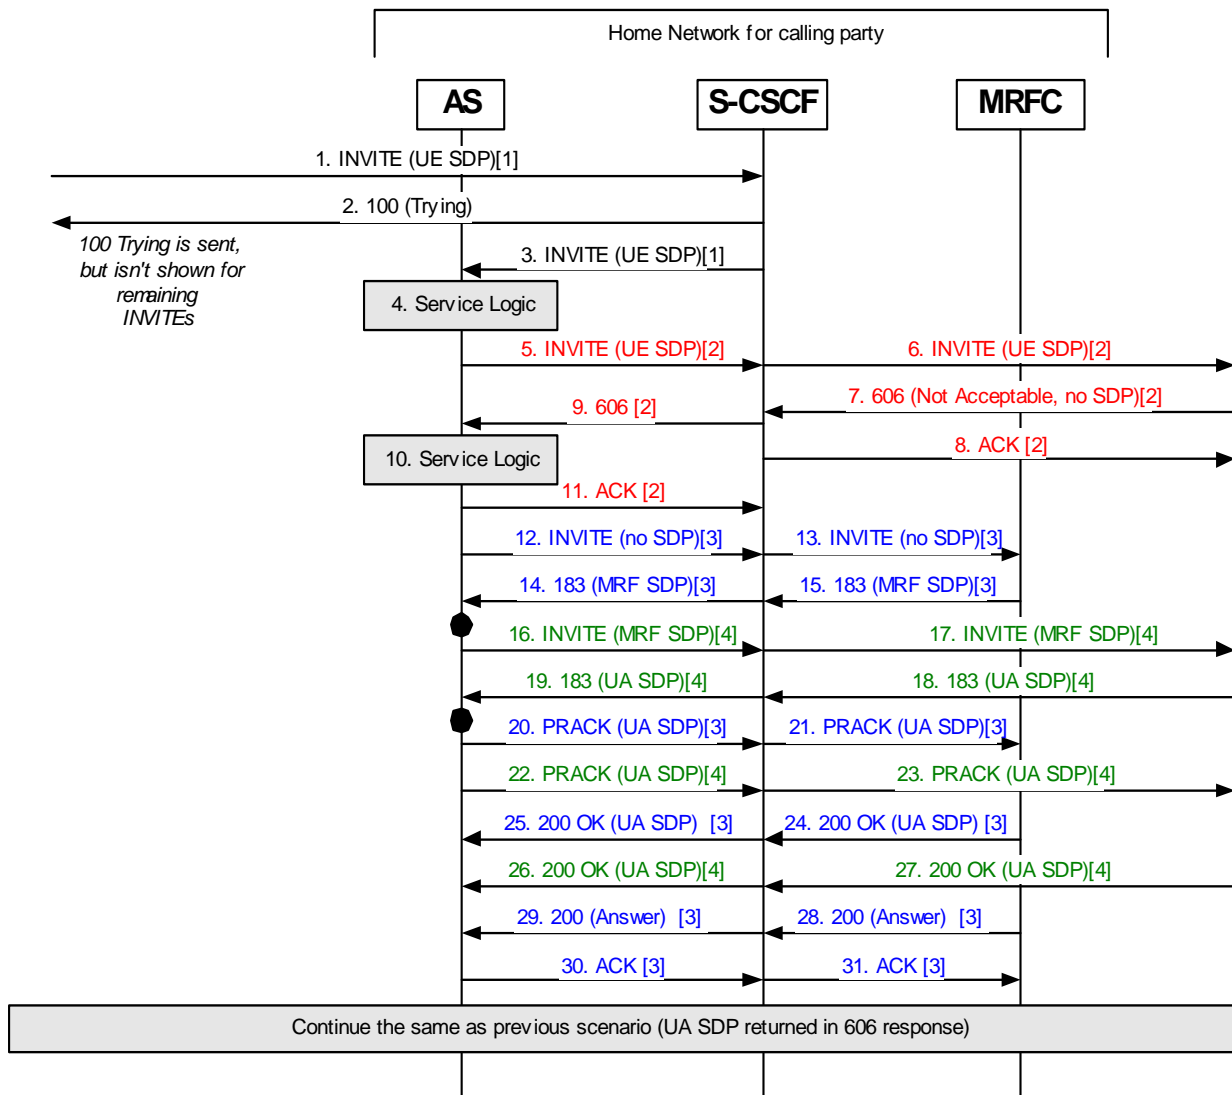 Home Network for calling party
AS
S-CSCF
MRFC
1. INVITE (UE SDP)[1]
2. 100 (Trying)
100 Trying is sent,
but isn't shown for
remaining
INVITEs
3. INVITE (UE SDP)[1]
4. Service Logic
5. INVITE (UE SDP)[2]
6. INVITE (UE SDP)[2]
7. 606 (Not Acceptable, no SDP)[2]
9. 606 [2]
10. Service Logic
8. ACK [2]
11. ACK [2]
12. INVITE (no SDP)[3]
13. INVITE (no SDP)[3]
14. 183 (MRF SDP)[3]
15. 183 (MRF SDP)[3]
16. INVITE (MRF SDP)[4]
17. INVITE (MRF SDP)[4]
19. 183 (UA SDP)[4]
18. 183 (UA SDP)[4]
20. PRACK (UA SDP)[3]
21. PRACK (UA SDP)[3]
22. PRACK (UA SDP)[4]
23. PRACK (UA SDP)[4]
25. 200 OK (UA SDP) [3]
24. 200 OK (UA SDP) [3]
26. 200 OK (UA SDP)[4]
27. 200 OK (UA SDP)[4]
29. 200 (Answer) [3]
28. 200 (Answer) [3]
30. ACK [3]
31. ACK [3]
Continue the same as previous scenario (UA SDP returned in 606 response)